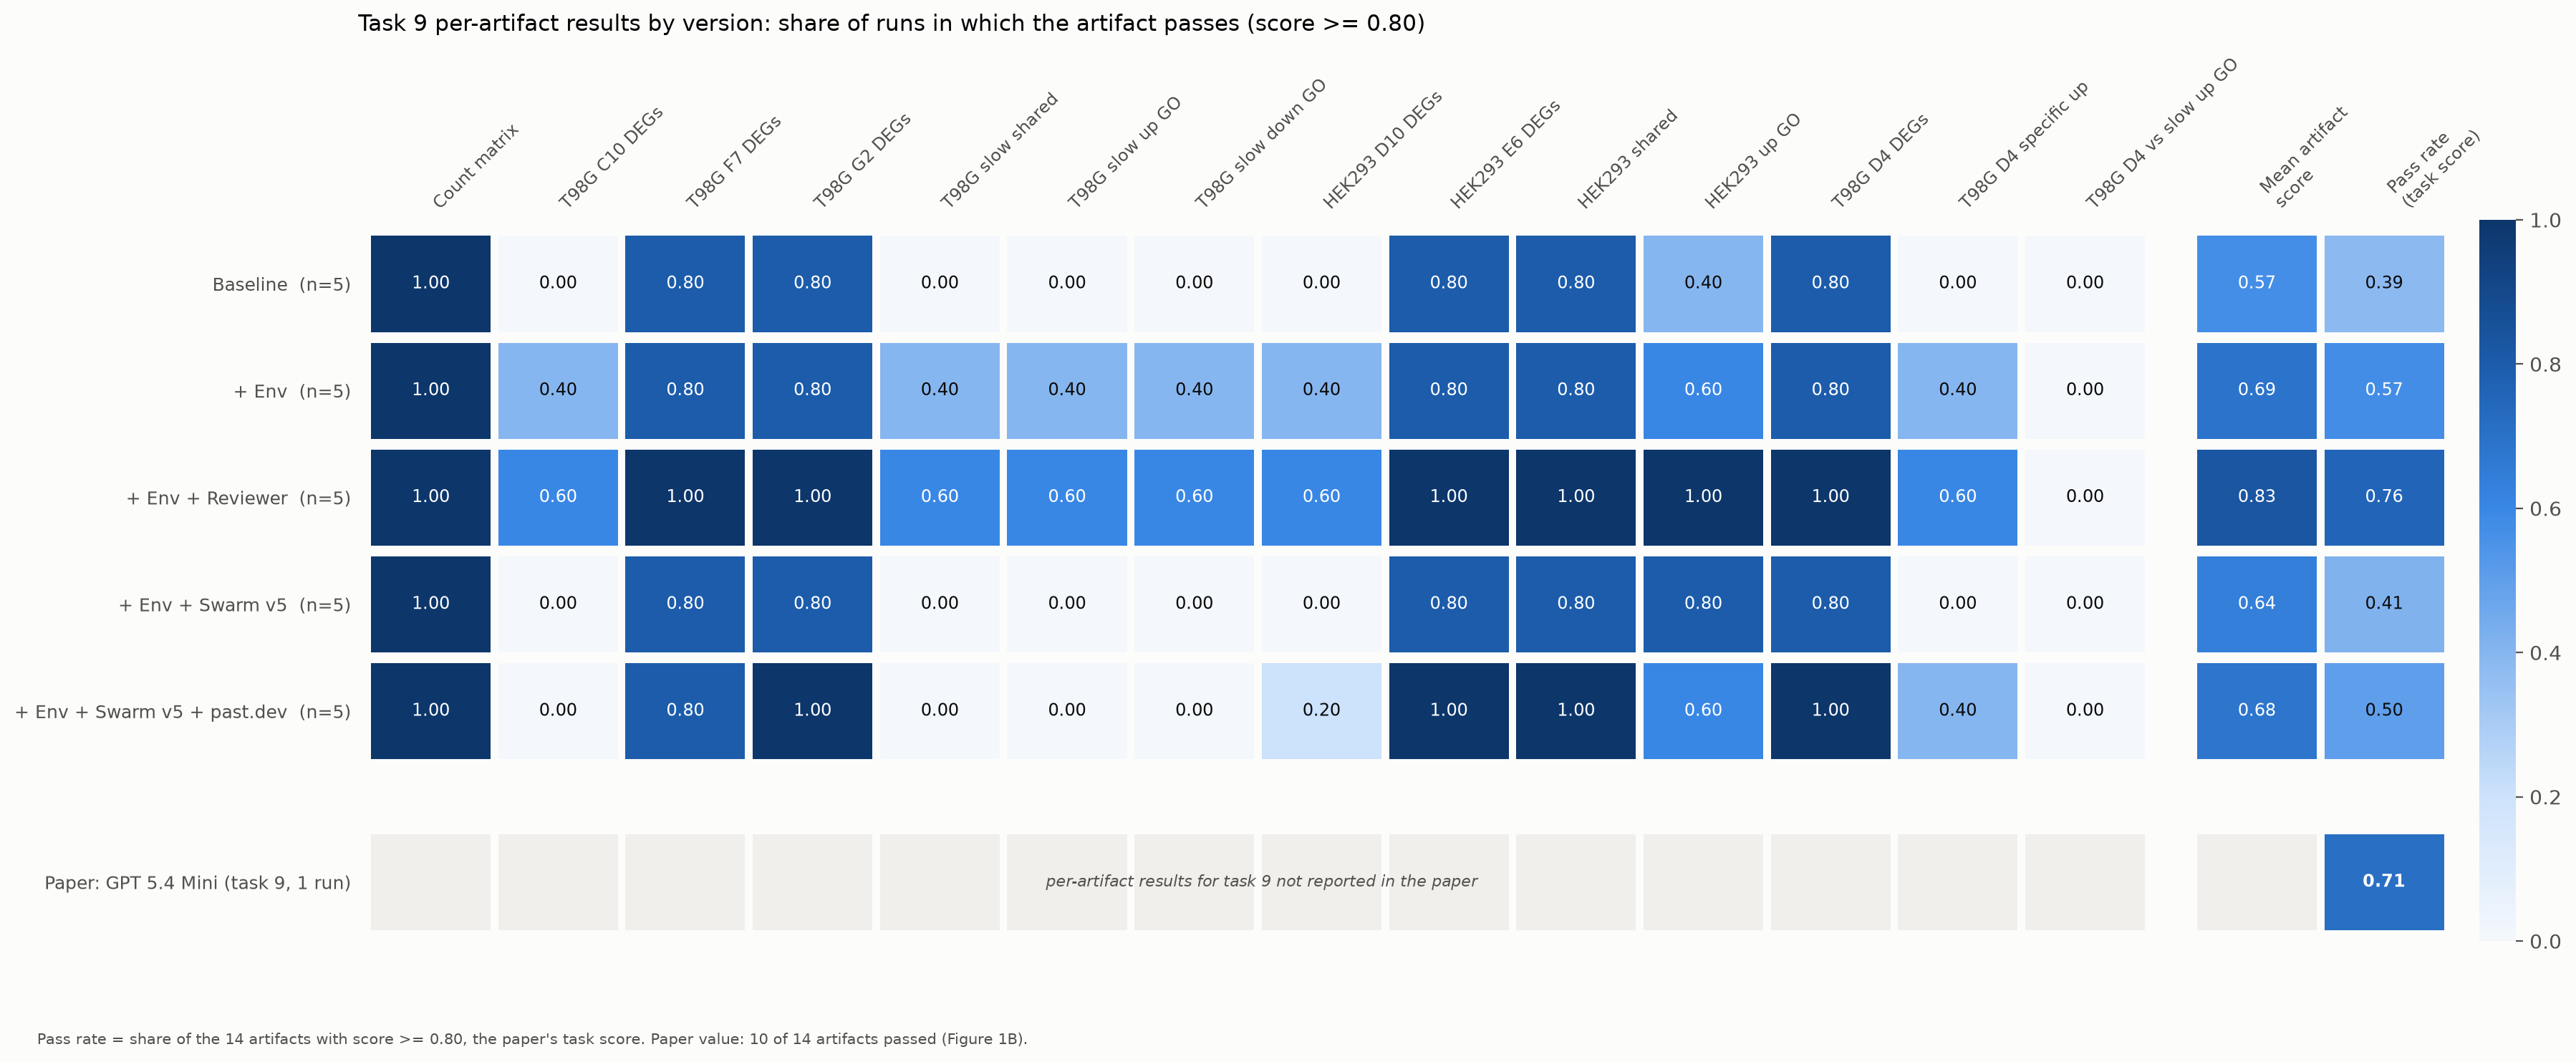 Task 9 per-artifact results by version: share of runs in which the artifact passes (score >= 0.80)
Count matrix
T98G C10 DEGs
T98G F7 DEGs
T98G G2 DEGs
T98G slow shared
T98G slow up GO
T98G slow down GO
HEK293 D10 DEGs
HEK293 E6 DEGs
HEK293 shared
HEK293 up GO
T98G D4 DEGs
T98G D4 specific up
T98G D4 vs slow up GO
Mean artifact
score
Pass rate
(task score)
Baseline (n=5) 1.00 0.00 0.80 0.80 0.00 0.00 0.00 0.00 0.80 0.80 0.40 0.80 0.00 0.00 0.57 0.39
+ Env (n=5) 1.00 0.40 0.80 0.80 0.40 0.40 0.40 0.40 0.80 0.80 0.60 0.80 0.40 0.00 0.69 0.57
+ Env + Reviewer (n=5) 1.00 0.60 1.00 1.00 0.60 0.60 0.60 0.60 1.00 1.00 1.00 1.00 0.60 0.00 0.83 0.76
+ Env + Swarm v5 (n=5) 1.00 0.00 0.80 0.80 0.00 0.00 0.00 0.00 0.80 0.80 0.80 0.80 0.00 0.00 0.64 0.41
+ Env + Swarm v5 + past.dev (n=5) 1.00 0.00 0.80 1.00 0.00 0.00 0.00 0.20 1.00 1.00 0.60 1.00 0.40 0.00 0.68 0.50
Paper: GPT 5.4 Mini (task 9, 1 run) per-artifact results for task 9 not reported in the paper 0.71
1.0
0.8
0.6
0.4
0.2
0.0
Pass rate = share of the 14 artifacts with score >= 0.80, the paper's task score. Paper value: 10 of 14 artifacts passed (Figure 1B).